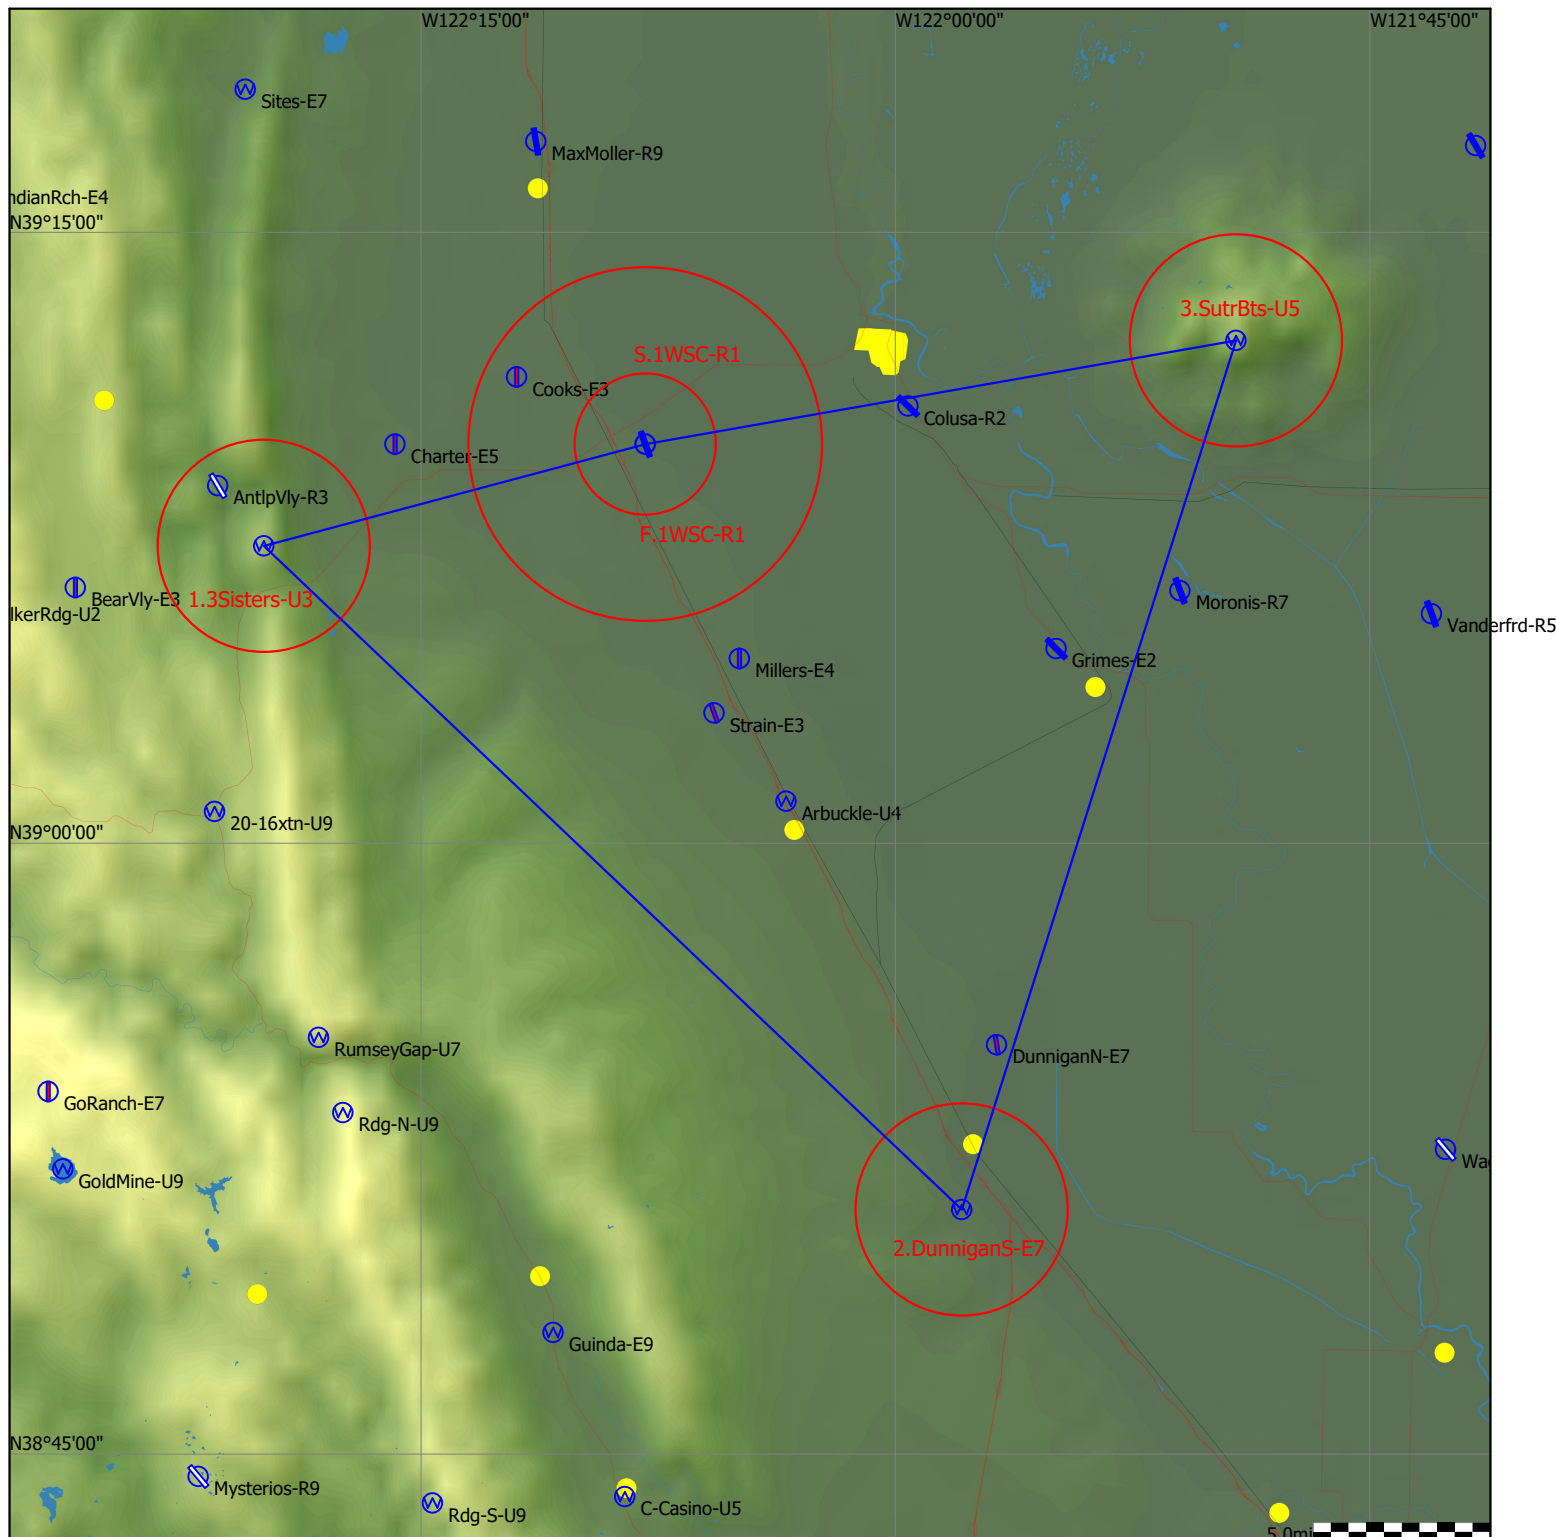 W122°15'00"
W122°00'00"
W121°45'00"
Sites-E7
MaxMoller-R9
ndianRch-E4
N39°15'00"
3.SutrBts-U5
S.1WSC-R1
Cooks-E3
Colusa-R2
Charter-E5
AntlpVly-R3
F.1WSC-R1
BearVly-E3
1.3Sisters-U3
lkerRdg-U2
Moronis-R7
Vanderfrd-R5
Grimes-E2
Millers-E4
Strain-E3
Arbuckle-U4
20-16xtn-U9
N39°00'00"
RumseyGap-U7
DunniganN-E7
GoRanch-E7
Rdg-N-U9
Wa
GoldMine-U9
2.DunniganS-E7
Guinda-E9
N38°45'00"
Mysterios-R9
C-Casino-U5
Rdg-S-U9
5.0mi